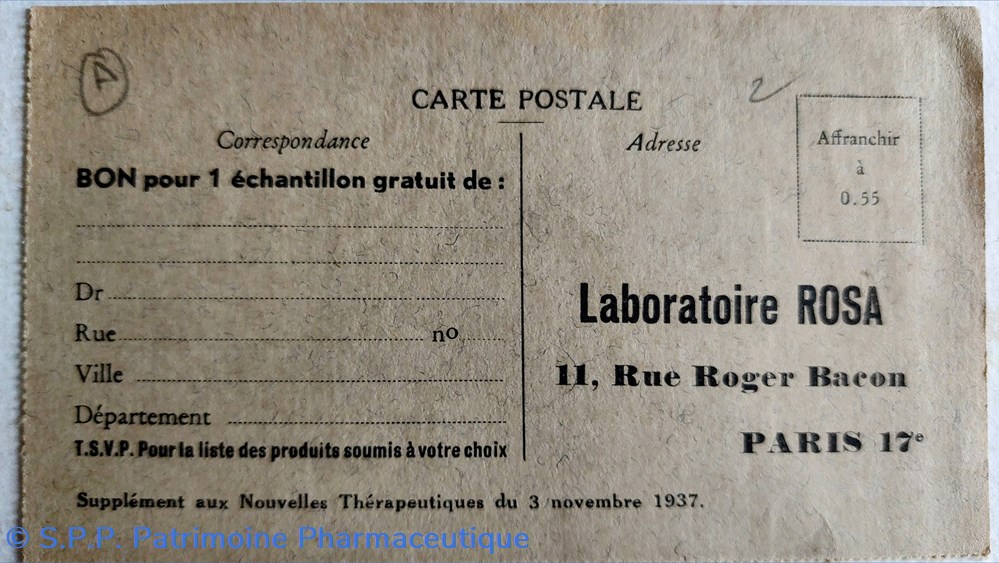 A
2
CARTE POSTALE
Correspondance
BON pour 1 échantillon gratuit de :
Dr
Rue no
Ville
Département
T.S.V.P. Pour la liste des produits soumis à votre choix
Adresse
Affranchir
à
0.55
Laboratoire ROSA
11, Rue Roger Bacon
PARIS 17e
Supplément aux Nouvelles Thérapeutiques du 3 novembre 1937.
© S.P.P. Patrimoine Pharmaceutique